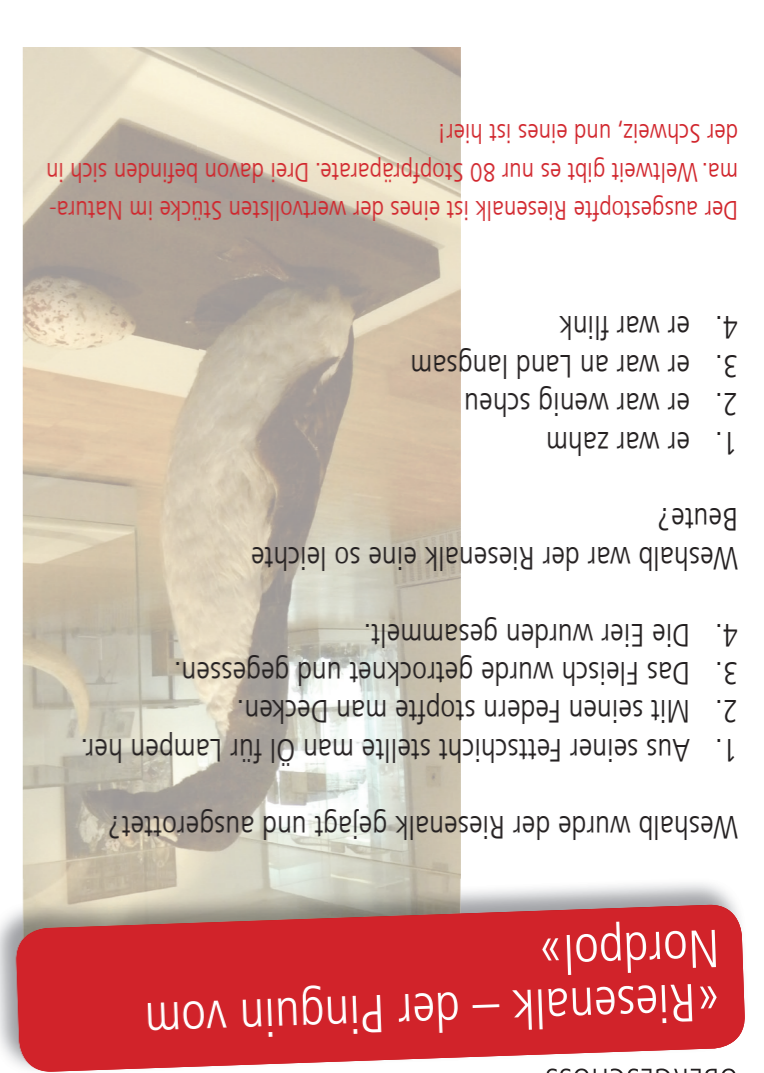 OBERGESCHOSS
«Riesenalk – der Pinguin vom
Nordpol»
Weshalb wurde der Riesenalk gejagt und ausgerottet?
1. Aus seiner Fettschicht stellte man Öl für Lampen her.
2. Mit seinen Federn stopfte man Decken.
3. Das Fleisch wurde getrocknet und gegessen.
4. Die Eier wurden gesammelt.
Weshalb war der Riesenalk eine so leichte
Beute?
1. er war zahm
2. er war wenig scheu
3. er war an Land langsam
4. er war flink
Der ausgestopfte Riesenalk ist eines der wertvollsten Stücke im Natura-
ma. Weltweit gibt es nur 80 Stopfpräparate. Drei davon befinden sich in
der Schweiz, und eines ist hier!